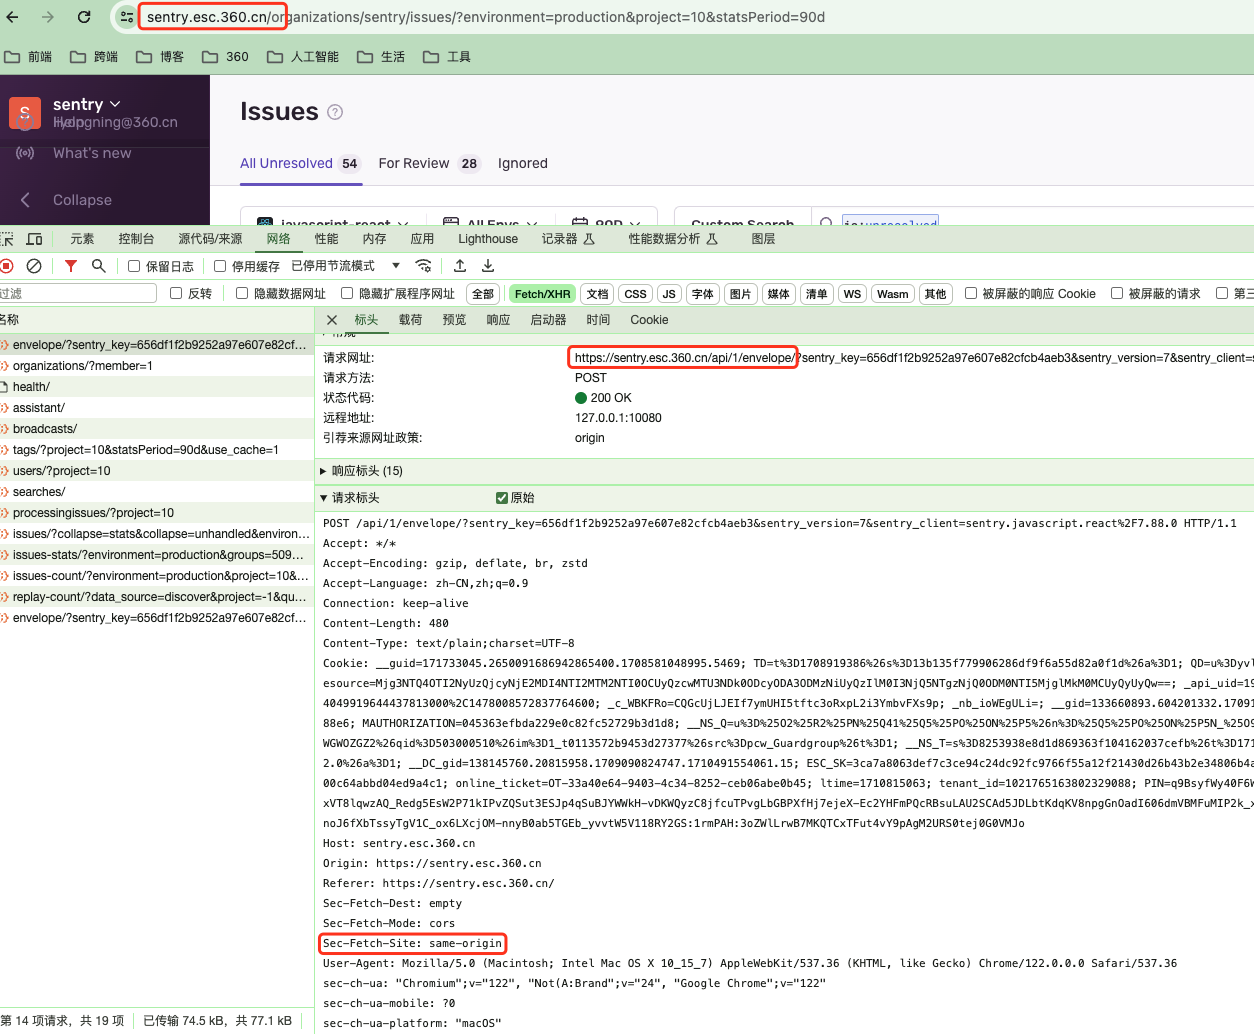 sentry.esc.360.cn/organizations/sentry/issues/?environment=production&project=10&statsPeriod=90d
前端 跨端 博客 360 人工智能 生活 工具
S sentry
Help
hongning@360.cn
What's new
Collapse
Issues ?
All Unresolved 54 For Review 28 Ignored
javascript-react All Envs 90D Custom Search is:unresolved
元素 控制台 源代码/来源 网络 性能 内存 应用 Lighthouse 记录器 性能数据分析 图层
保留日志 停用缓存 已停用节流模式
过滤 反转 隐藏数据网址 隐藏扩展程序网址 全部 Fetch/XHR 文档 CSS JS 字体 图片 媒体 清单 WS Wasm 其他 被屏蔽的响应 Cookie 被屏蔽的请求 第三
名称
envelope/?sentry_key=656df1f2b9252a97e607e82cf...
organizations/?member=1
health/
assistant/
broadcasts/
tags/?project=10&statsPeriod=90d&use_cache=1
users/?project=10
searches/
processingissues/?project=10
issues/?collapse=stats&collapse=unhandled&environ...
issues-stats/?environment=production&groups=509...
issues-count/?environment=production&project=10&...
replay-count/?data_source=discover&project=-1&qu...
envelope/?sentry_key=656df1f2b9252a97e607e82cf...
第 14 项请求，共 19 项 已传输 74.5 kB，共 77.1 kB
标头 载荷 预览 响应 启动器 时间 Cookie
常规
请求网址: https://sentry.esc.360.cn/api/1/envelope/?sentry_key=656df1f2b9252a97e607e82cfcb4aeb3&sentry_version=7&sentry_client=s
请求方法: POST
状态代码: 200 OK
远程地址: 127.0.0.1:10080
引荐来源网址政策: origin
响应标头 (15)
请求标头 原始
POST /api/1/envelope/?sentry_key=656df1f2b9252a97e607e82cfcb4aeb3&sentry_version=7&sentry_client=sentry.javascript.react%2F7.88.0 HTTP/1.1
Accept: */*
Accept-Encoding: gzip, deflate, br, zstd
Accept-Language: zh-CN,zh;q=0.9
Connection: keep-alive
Content-Length: 480
Content-Type: text/plain;charset=UTF-8
Cookie: __guid=171733045.2650091686942865400.1708581048995.5469; TD=t%3D1708919386%26s%3D13b135f779906286df9f6a55d82a0f1d%26a%3D1; QD=u%3Dyvl
esource=Mjg3NTQ4OTI2NyUzQjcyNjE2MDI4NTI2MTM2NTI0OCUyQzcwMTU3NDk0ODcyODA3ODMzNiUyQzIlM0I3NjQ5NTgzNjQ0ODM0NTI5MjglMkM0MCUyQyUyQw==; _api_uid=19
4049919644437813000%2C1478008572837764600; _c_WBKFRo=CQGcUjLJEIf7ymUHI5tftc3oRxpL2i3YmbvFXs9p; _nb_ioWEgULi=; __gid=133660893.604201332.17091
88e6; MAUTHORIZATION=045363efbda229e0c82fc52729b3d1d8; __NS_Q=u%3D%25O2%25R2%25PN%25Q41%25Q5%25PO%25ON%25P5%26n%3D%25Q5%25PO%25ON%25P5N_%25O9
WGWOZGZ2%26qid%3D503000510%26im%3D1_t0113572b9453d27377%26src%3Dpcw_Guardgroup%26t%3D1; __NS_T=s%3D8253938e8d1d869363f104162037cefb%26t%3D171
2.0%26a%3D1; __DC_gid=138145760.20815958.1709090824747.1710491554061.15; ESC_SK=3ca7a8063def7c3ce94c24dc92fc9766f55a12f21430d26b43b2e34806b4a
00c64abbd04ed9a4c1; online_ticket=OT-33a40e64-9403-4c34-8252-ceb06abe0b45; ltime=1710815063; tenant_id=1021765163802329088; PIN=q9BsyfWy40F6W
xVT8lqwzAQ_Redg5EsW2P71kIPvZQSut3ESJp4qSuBJYWWkH-vDKWQyzC8jfcuTPvgLbGBPXfHj7ejeX-Ec2YHFmPQcRBsuLAU2SCAd5JDLbtKdqKV8npgGnOadI606dmVBMFuMIP2k_x
noJ6fXbTssyTgV1C_ox6LXcjOM-nnyB0ab5TGEb_yvvtW5V118RY2GS:1rmPAH:3oZWlLrwB7MKQTCxTFut4vY9pAgM2URS0tej0G0VMJo
Host: sentry.esc.360.cn
Origin: https://sentry.esc.360.cn
Referer: https://sentry.esc.360.cn/
Sec-Fetch-Dest: empty
Sec-Fetch-Mode: cors
Sec-Fetch-Site: same-origin
User-Agent: Mozilla/5.0 (Macintosh; Intel Mac OS X 10_15_7) AppleWebKit/537.36 (KHTML, like Gecko) Chrome/122.0.0.0 Safari/537.36
sec-ch-ua: "Chromium";v="122", "Not(A:Brand";v="24", "Google Chrome";v="122"
sec-ch-ua-mobile: ?0
sec-ch-ua-platform: "macOS"